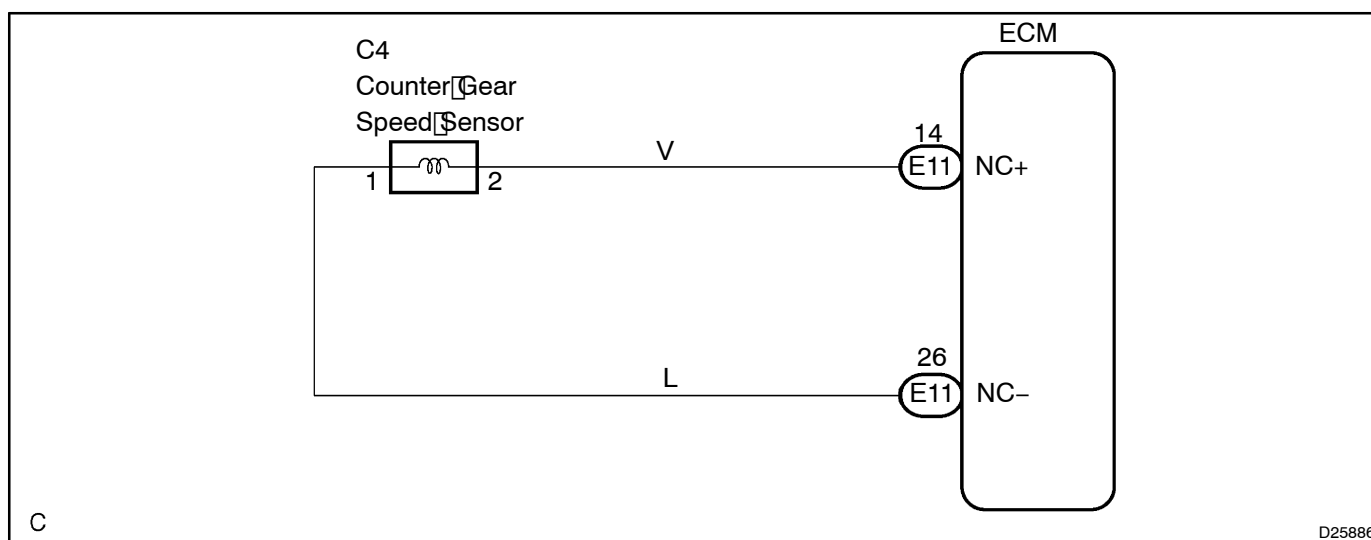 ECM
C4
Counter Gear
Speed Sensor
1
2
V
14
E11
NC+
26
L
E11
NC−
C
D25886